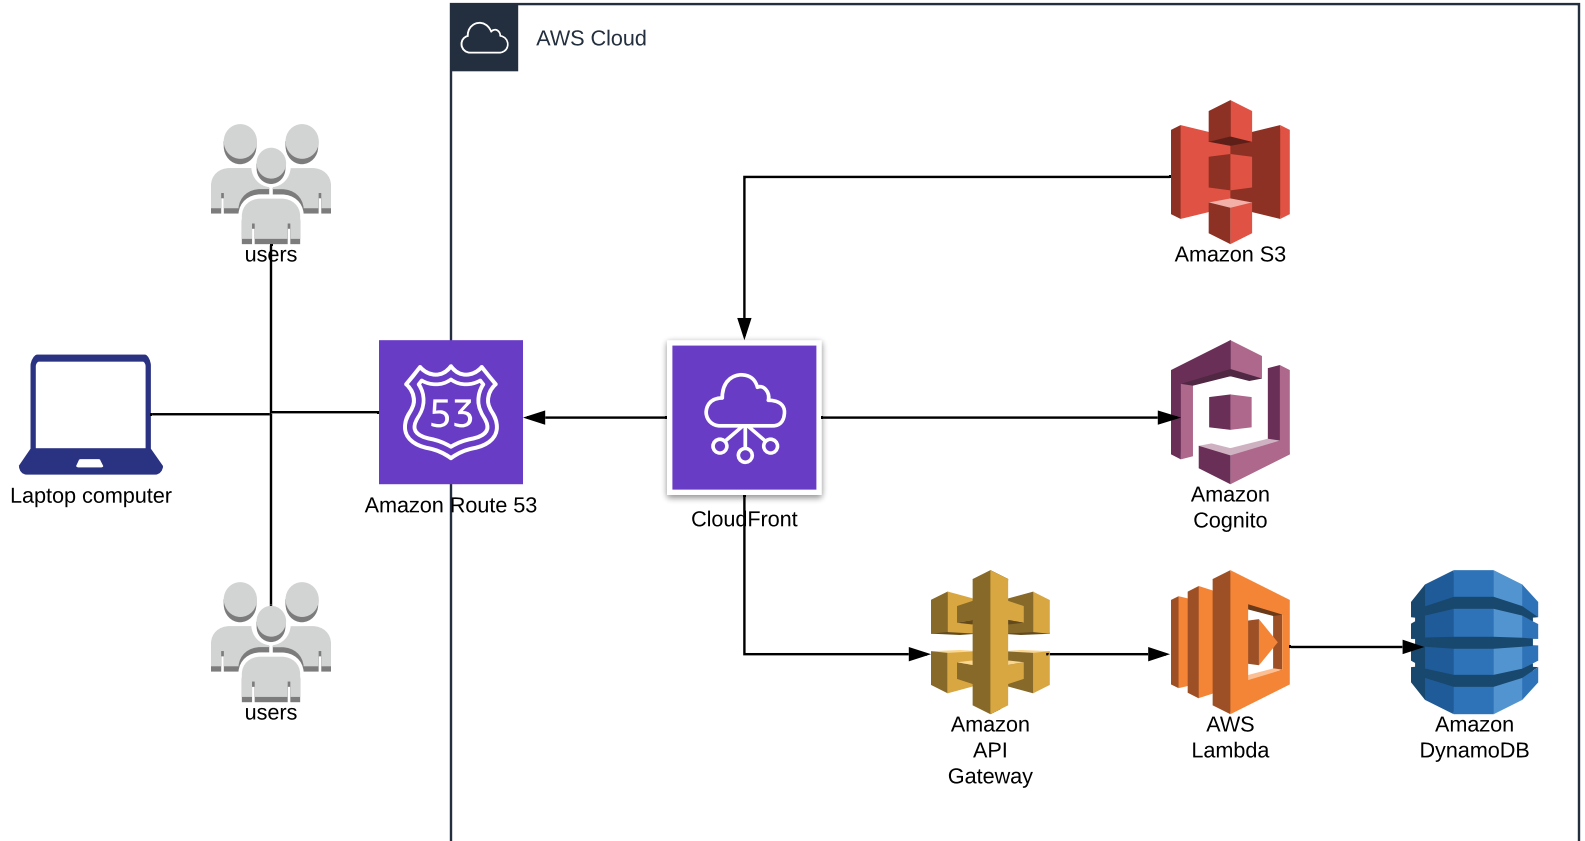 AWS Cloud
users
Amazon S3
53
Laptop computer
Amazon Route 53
CloudFront
Amazon
Cognito
users
Amazon
API
Gateway
AWS
Lambda
Amazon
DynamoDB